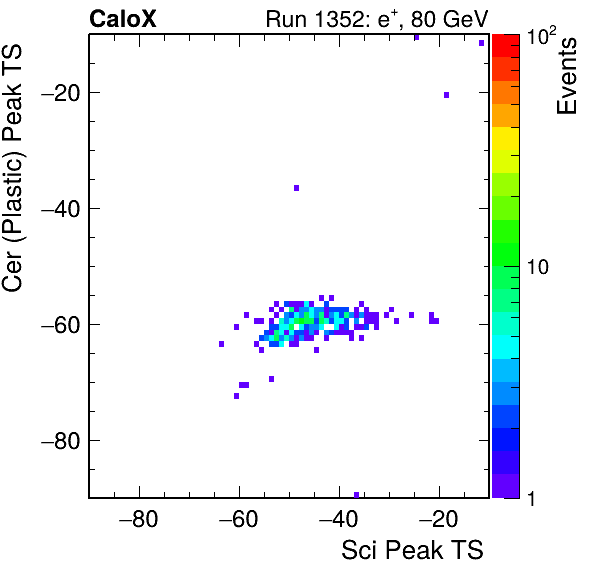 CaloX Run 1352: e⁺, 80 GeV
Cer (Plastic) Peak TS
−20
−40
−60
−80
−80 −60 −40 −20
Sci Peak TS
10²
10
1
Events